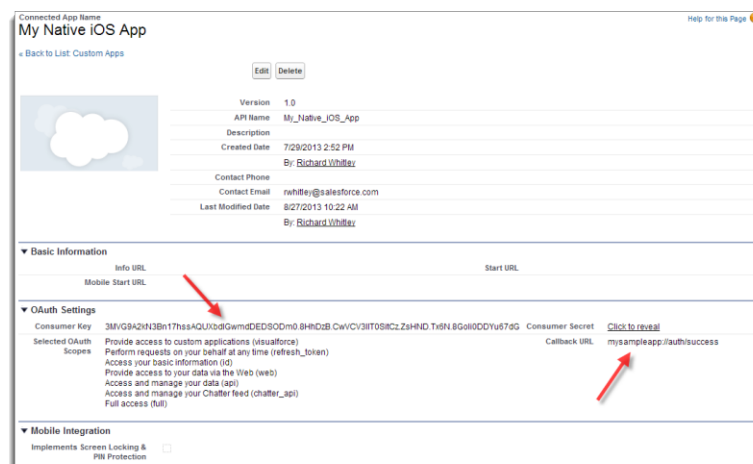 Connected App Name
My Native iOS App
Help for this Page
« Back to List: Custom Apps
Edit Delete
Version 1.0
API Name My_Native_iOS_App
Description
Created Date 7/29/2013 2:52 PM
By: Richard Whitley
Contact Phone
Contact Email rwhitley@salesforce.com
Last Modified Date 8/27/2013 10:22 AM
By: Richard Whitley
▼ Basic Information
Info URL Start URL
Mobile Start URL
▼ OAuth Settings
Consumer Key Consumer Secret Click to reveal
Selected OAuth Scopes Provide access to custom applications (visualforce) Callback URL mysampleapp://auth/success
Perform requests on your behalf at any time (refresh_token)
Access your basic information (id)
Provide access to your data via the Web (web)
Access and manage your data (api)
Access and manage your Chatter feed (chatter_api)
Full access (full)
▼ Mobile Integration
Implements Screen Locking &
PIN Protection